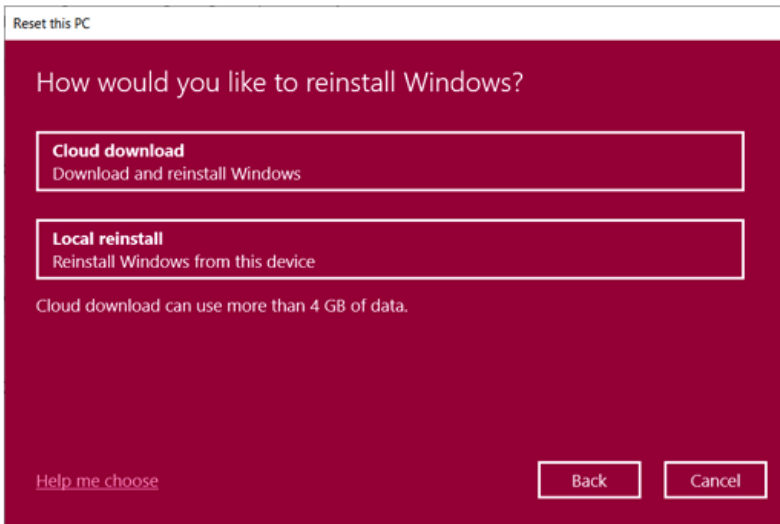 Reset this PC
How would you like to reinstall Windows?
Cloud download
Download and reinstall Windows
Local reinstall
Reinstall Windows from this device
Cloud download can use more than 4 GB of data.
Help me choose
Back
Cancel